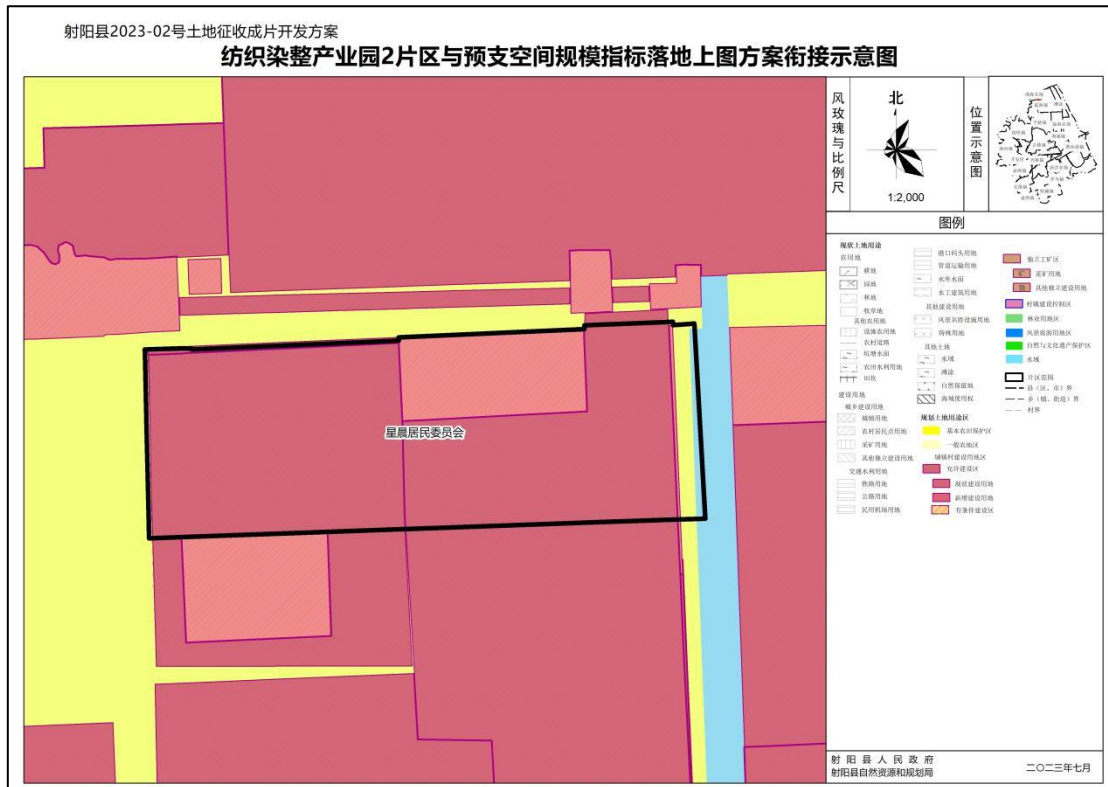 射阳县2023-02号土地征收成片开发方案
纺织染整产业园2片区与预支空间规模指标落地上图方案衔接示意图
风玫瑰与比例尺
北
1:2,000
位置示意图
图例
现状土地用途
农用地
耕地
园地
林地
牧草地
其他农用地
设施农用地
农村道路
坑塘水面
农田水利用地
田坎
建设用地
城乡建设用地
城镇用地
农村居民点用地
采矿用地
其他独立建设用地
交通水利用地
铁路用地
公路用地
民用机场用地
港口码头用地
管道运输用地
水库水面
水工建筑用地
其他建设用地
风景名胜设施用地
特殊用地
其他土地
水域
滩涂
自然保留地
海域使用权
规划土地用途区
基本农田保护区
一般农地区
城镇村建设用地区
允许建设区
现状建设用地
新增建设用地
有条件建设区
独立工矿区
采矿用地
其他独立建设用地
村镇建设控制区
林业用地区
风景旅游用地区
自然与文化遗产保护区
水域
片区范围
县（区、市）界
乡（镇、街道）界
村界
星晨居民委员会
射阳县人民政府
射阳县自然资源和规划局
二〇二三年七月